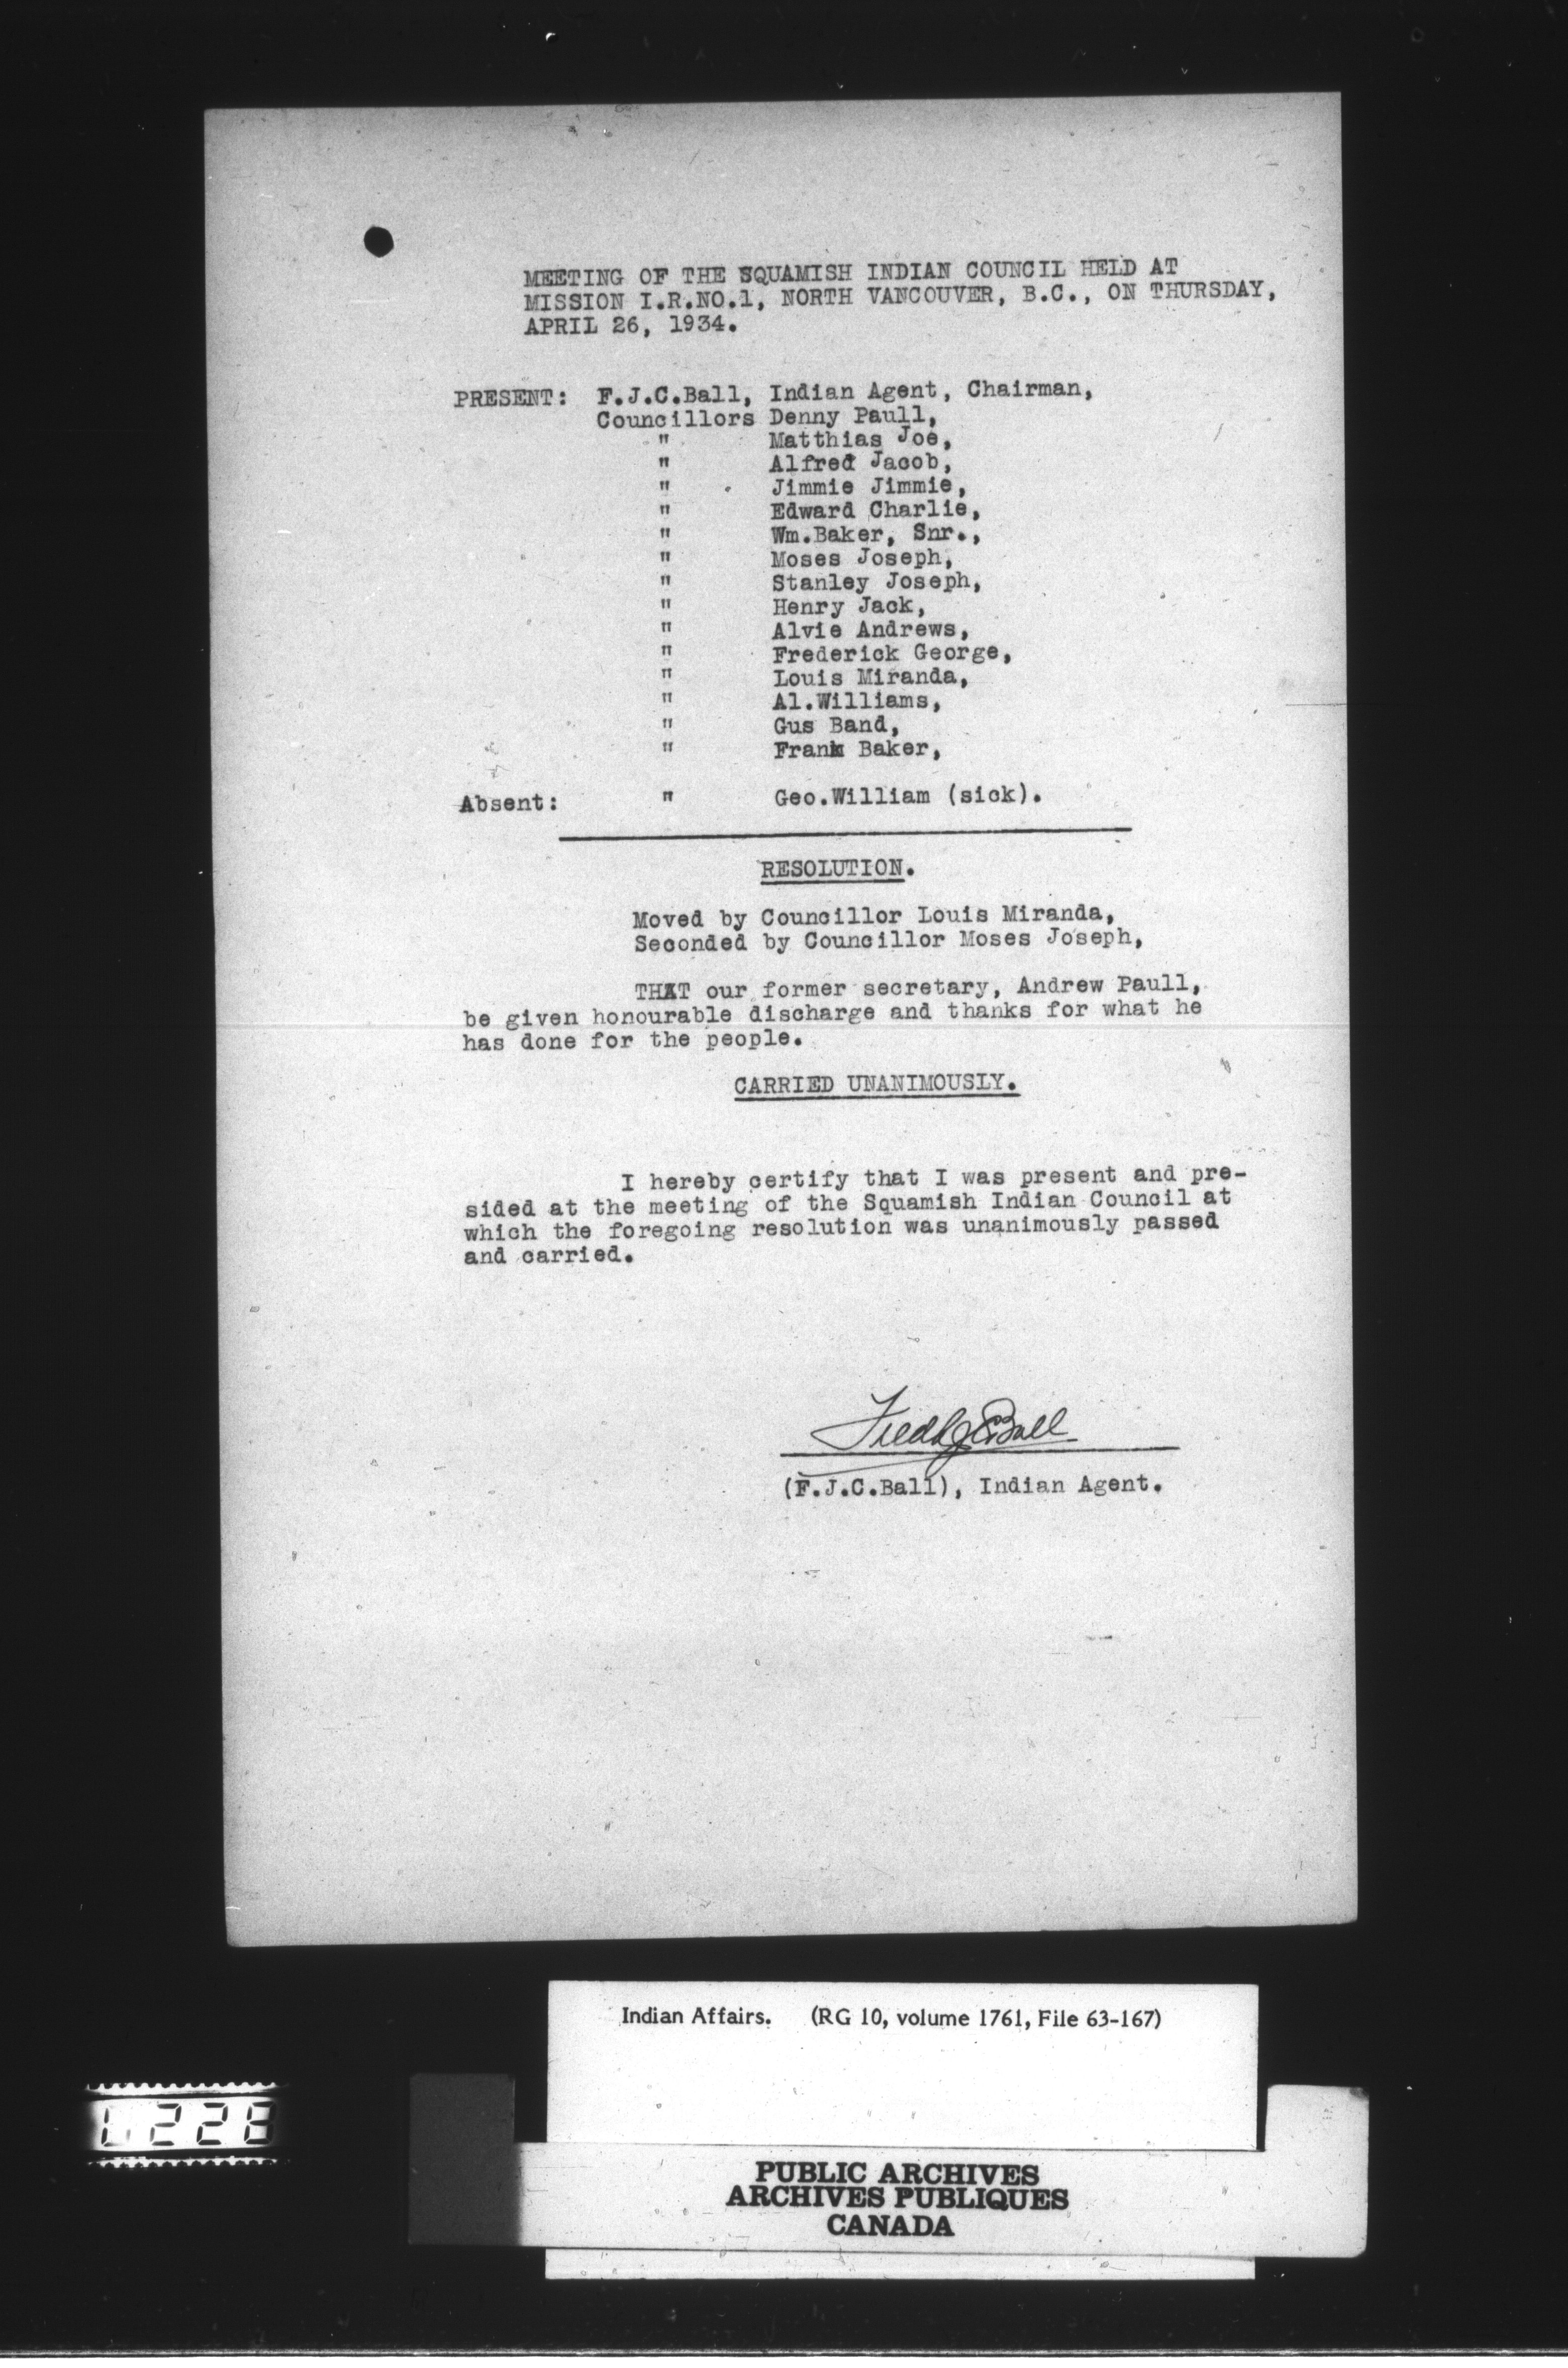 MEETING OF THE SQUAMISH INDIAN COUNCIL HELD AT
MISSION I.R.NO.1, NORTH VANCOUVER, B.C., ON THURSDAY,
APRIL 26, 1934.
PRESENT: F.J.C.Ball, Indian Agent, Chairman,
Councillors Denny Paull,
" Matthias Joe,
" Alfred Jacob,
" Jimmie Jimmie,
" Edward Charlie,
" Wm.Baker, Snr.,
" Moses Joseph,
" Stanley Joseph,
" Henry Jack,
" Alvie Andrews,
" Frederick George,
" Louis Miranda,
" Al.Williams,
" Gus Band,
" Frank Baker,
Absent: " Geo.William (sick).
RESOLUTION.
Moved by Councillor Louis Miranda,
Seconded by Councillor Moses Joseph,
THAT our former secretary, Andrew Paull,
be given honourable discharge and thanks for what he
has done for the people.
CARRIED UNANIMOUSLY.
I hereby certify that I was present and pre-
sided at the meeting of the Squamish Indian Council at
which the foregoing resolution was unanimously passed
and carried.
Fredk J C Ball
(F.J.C.Ball), Indian Agent.
Indian Affairs. (RG 10, volume 1761, File 63-167)
PUBLIC ARCHIVES
ARCHIVES PUBLIQUES
CANADA